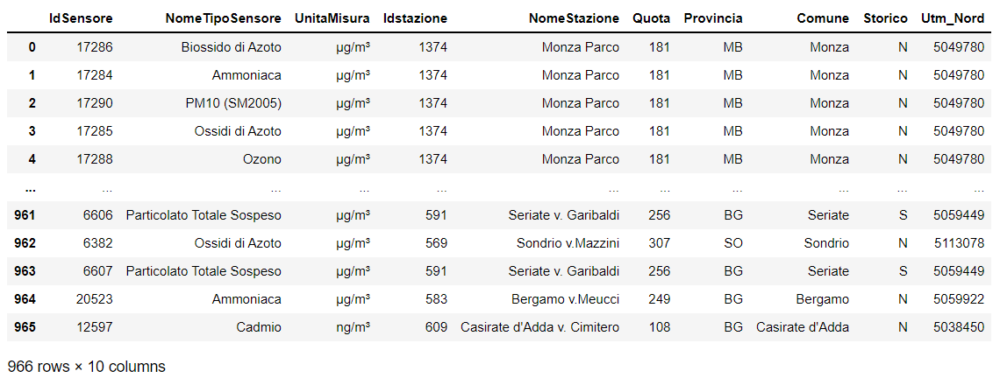 IdSensore NomeTipoSensore UnitaMisura Idstazione NomeStazione Quota Provincia Comune Storico Utm_Nord
0 17286 Biossido di Azoto µg/m³ 1374 Monza Parco 181 MB Monza N 5049780
1 17284 Ammoniaca µg/m³ 1374 Monza Parco 181 MB Monza N 5049780
2 17290 PM10 (SM2005) µg/m³ 1374 Monza Parco 181 MB Monza N 5049780
3 17285 Ossidi di Azoto µg/m³ 1374 Monza Parco 181 MB Monza N 5049780
4 17288 Ozono µg/m³ 1374 Monza Parco 181 MB Monza N 5049780
... ... ... ... ... ... ... ... ... ... ...
961 6606 Particolato Totale Sospeso µg/m³ 591 Seriate v. Garibaldi 256 BG Seriate S 5059449
962 6382 Ossidi di Azoto µg/m³ 569 Sondrio v.Mazzini 307 SO Sondrio N 5113078
963 6607 Particolato Totale Sospeso µg/m³ 591 Seriate v. Garibaldi 256 BG Seriate S 5059449
964 20523 Ammoniaca µg/m³ 583 Bergamo v.Meucci 249 BG Bergamo N 5059922
965 12597 Cadmio ng/m³ 609 Casirate d'Adda v. Cimitero 108 BG Casirate d'Adda N 5038450
966 rows × 10 columns